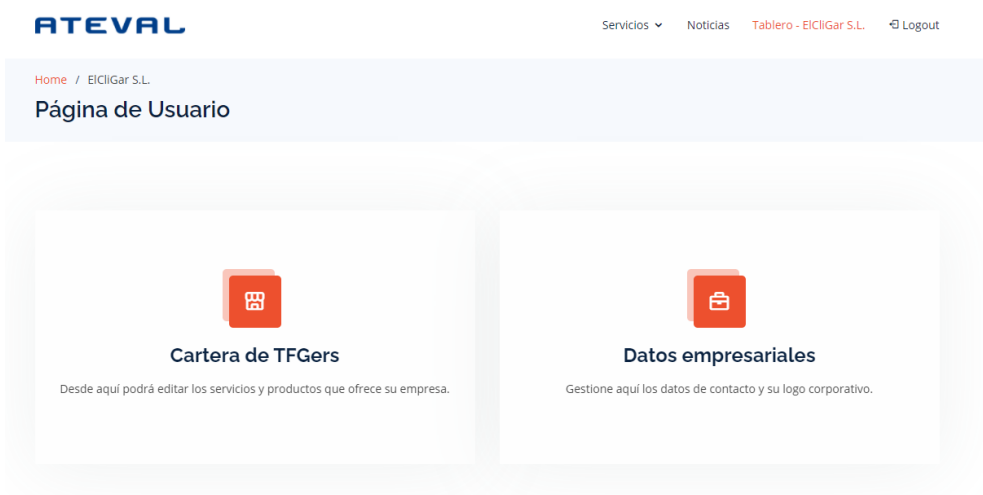 ATEVAL
Servicios Noticias Tablero - ElCliGar S.L. Logout
Home / ElCliGar S.L.
Página de Usuario
Cartera de TFGers
Desde aquí podrá editar los servicios y productos que ofrece su empresa.
Datos empresariales
Gestione aquí los datos de contacto y su logo corporativo.